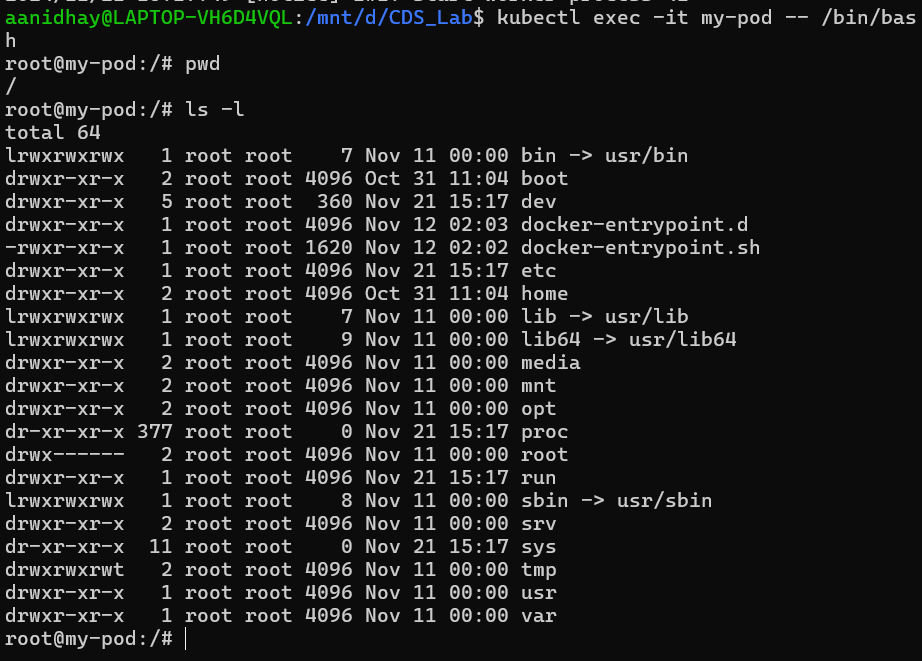 aanidhay@LAPTOP-VH6D4VQL:/mnt/d/CDS_Lab$ kubectl exec -it my-pod -- /bin/bas
h
root@my-pod:/# pwd
/
root@my-pod:/# ls -l
total 64
lrwxrwxrwx   1 root root    7 Nov 11 00:00 bin -> usr/bin
drwxr-xr-x   2 root root 4096 Oct 31 11:04 boot
drwxr-xr-x   5 root root  360 Nov 21 15:17 dev
drwxr-xr-x   1 root root 4096 Nov 12 02:03 docker-entrypoint.d
-rwxr-xr-x   1 root root 1620 Nov 12 02:02 docker-entrypoint.sh
drwxr-xr-x   1 root root 4096 Nov 21 15:17 etc
drwxr-xr-x   2 root root 4096 Oct 31 11:04 home
lrwxrwxrwx   1 root root    7 Nov 11 00:00 lib -> usr/lib
lrwxrwxrwx   1 root root    9 Nov 11 00:00 lib64 -> usr/lib64
drwxr-xr-x   2 root root 4096 Nov 11 00:00 media
drwxr-xr-x   2 root root 4096 Nov 11 00:00 mnt
drwxr-xr-x   2 root root 4096 Nov 11 00:00 opt
dr-xr-xr-x 377 root root    0 Nov 21 15:17 proc
drwx------   2 root root 4096 Nov 11 00:00 root
drwxr-xr-x   1 root root 4096 Nov 21 15:17 run
lrwxrwxrwx   1 root root    8 Nov 11 00:00 sbin -> usr/sbin
drwxr-xr-x   2 root root 4096 Nov 11 00:00 srv
dr-xr-xr-x  11 root root    0 Nov 21 15:17 sys
drwxrwxrwt   2 root root 4096 Nov 11 00:00 tmp
drwxr-xr-x   1 root root 4096 Nov 11 00:00 usr
drwxr-xr-x   1 root root 4096 Nov 11 00:00 var
root@my-pod:/#